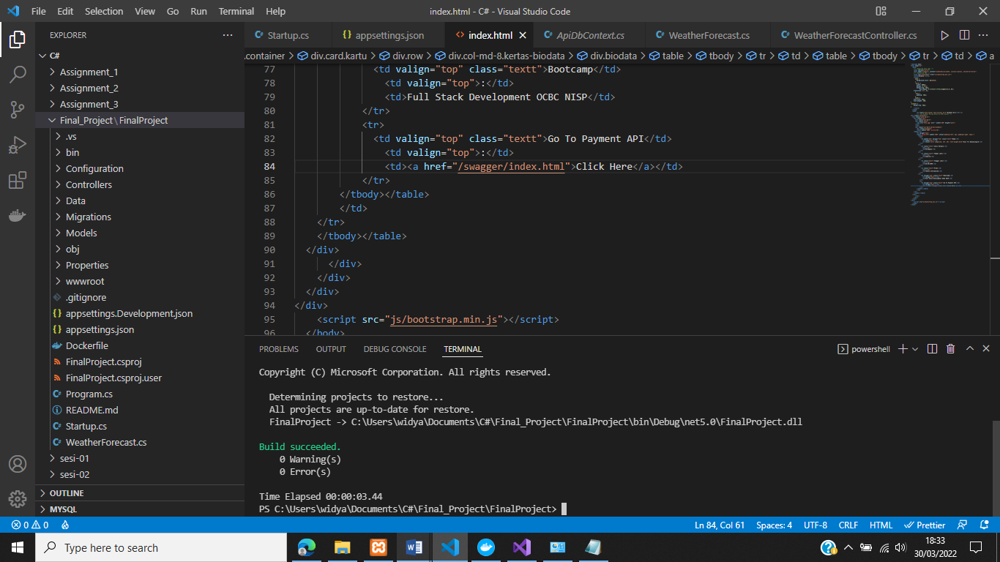 File Edit Selection View Go Run Terminal Help
index.html - C# - Visual Studio Code
EXPLORER
C#
Assignment_1
Assignment_2
Assignment_3
Final_Project\FinalProject
.vs
bin
Configuration
Controllers
Data
Migrations
Models
obj
Properties
wwwroot
.gitignore
appsettings.Development.json
appsettings.json
Dockerfile
FinalProject.csproj
FinalProject.csproj.user
Program.cs
README.md
Startup.cs
WeatherForecast.cs
sesi-01
sesi-02
OUTLINE
MYSQL
Startup.cs appsettings.json index.html ApiDbContext.cs WeatherForecast.cs WeatherForecastController.cs
.container > div.card.kartu > div.row > div.col-md-8.kertas-biodata > div.biodata > table > tbody > tr > td > table > tbody > tr > td > a
77 <td valign="top" class="textt">Bootcamp</td>
78 <td valign="top">:</td>
79 <td>Full Stack Development OCBC NISP</td>
80 </tr>
81 <tr>
82 <td valign="top" class="textt">Go To Payment API</td>
83 <td valign="top">:</td>
84 <td><a href="/swagger/index.html">Click Here</a></td>
85 </tr>
86 </tbody></table>
87 </td>
88 </tr>
89 </tbody></table>
90 </div>
91 </div>
92 </div>
93 </div>
94 </div>
95 <script src="js/bootstrap.min.js"></script>
96 </body>
PROBLEMS OUTPUT DEBUG CONSOLE TERMINAL
powershell
Copyright (C) Microsoft Corporation. All rights reserved.
Determining projects to restore...
All projects are up-to-date for restore.
FinalProject -> C:\Users\widya\Documents\C#\Final_Project\FinalProject\bin\Debug\net5.0\FinalProject.dll
Build succeeded.
0 Warning(s)
0 Error(s)
Time Elapsed 00:00:03.44
PS C:\Users\widya\Documents\C#\Final_Project\FinalProject>
0 0
Ln 84, Col 61 Spaces: 4 UTF-8 CRLF HTML Prettier
Type here to search
18:33
30/03/2022